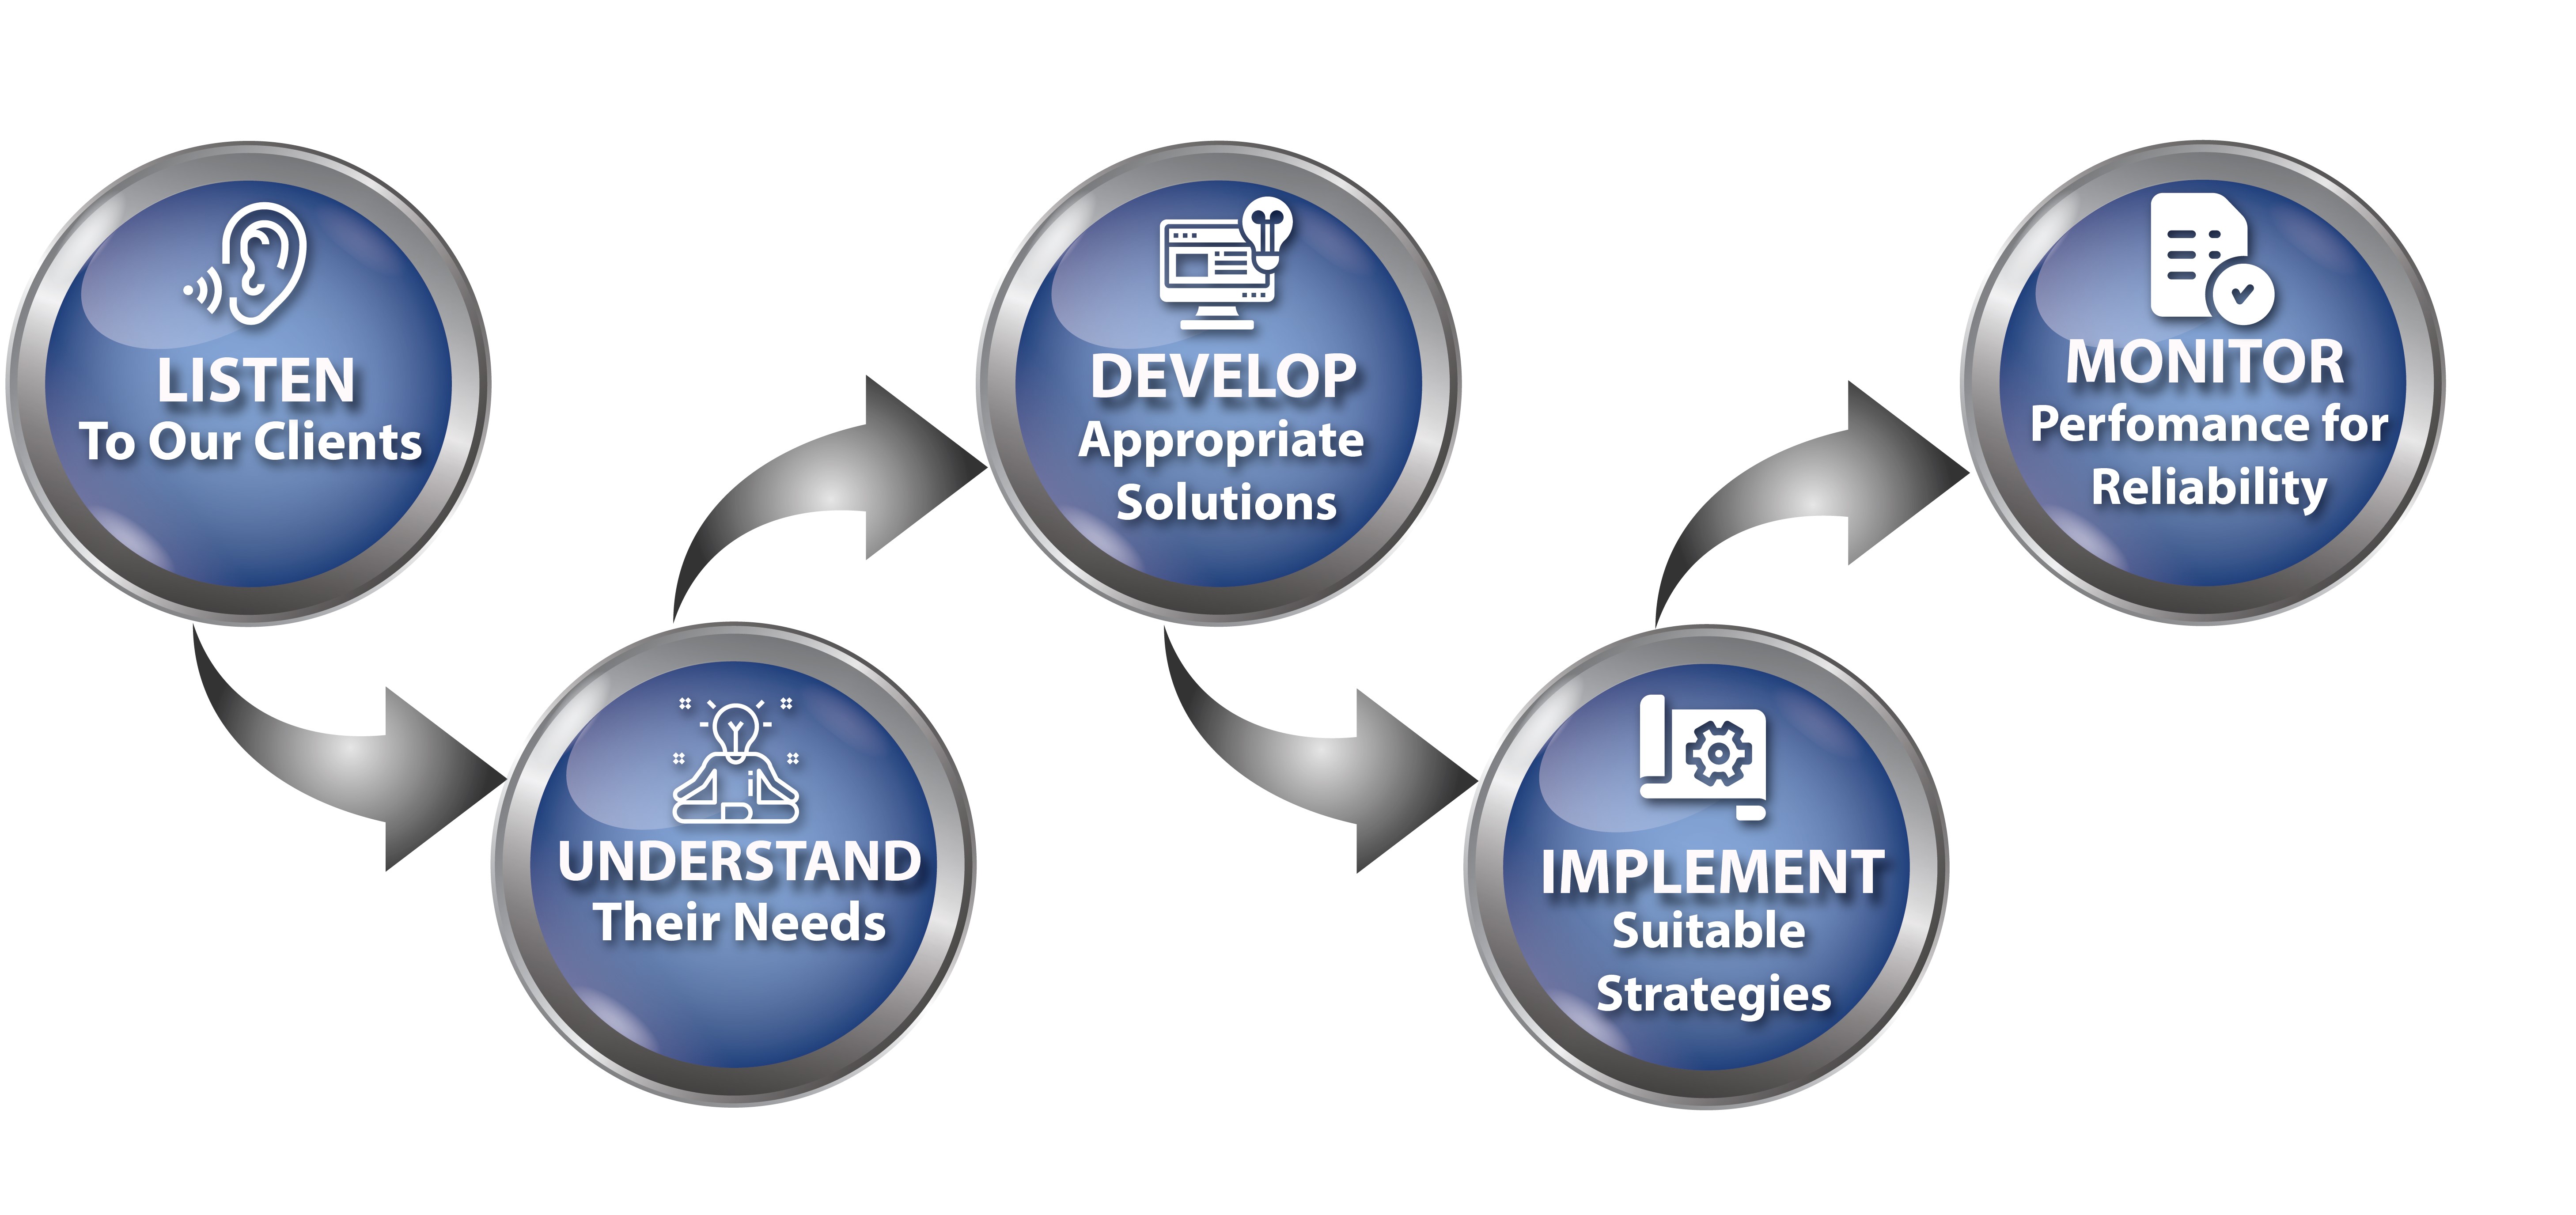 LISTEN
To Our Clients
UNDERSTAND
Their Needs
DEVELOP
Appropriate
Solutions
IMPLEMENT
Suitable
Strategies
MONITOR
Perfomance for
Reliability